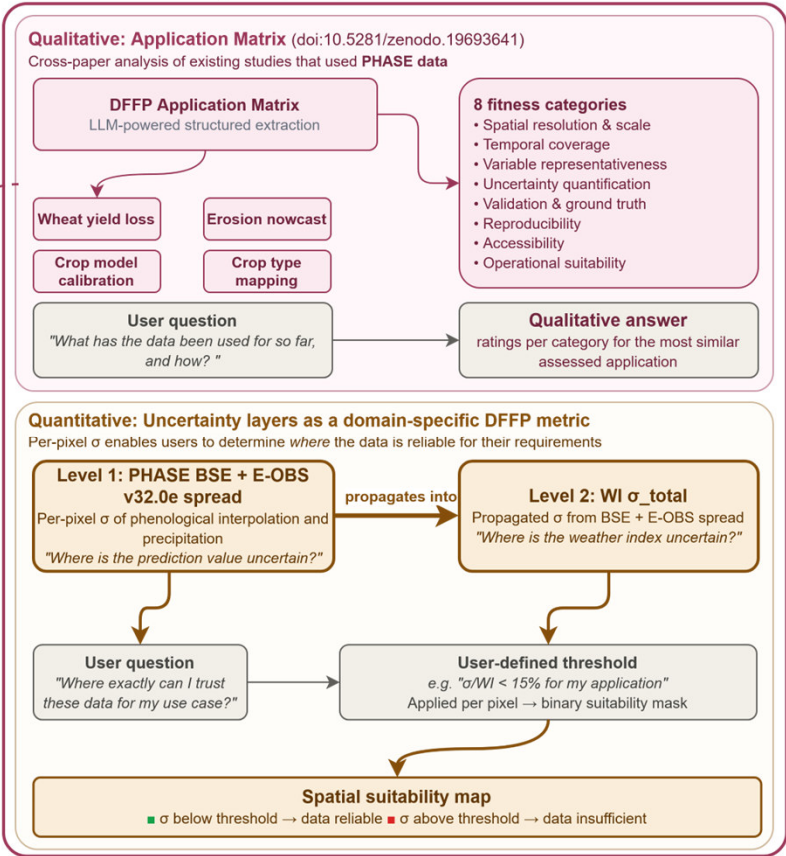 Qualitative: Application Matrix (doi:10.5281/zenodo.19693641)
Cross-paper analysis of existing studies that used PHASE data
DFFP Application Matrix
LLM-powered structured extraction
Wheat yield loss
Erosion nowcast
Crop model
calibration
Crop type
mapping
8 fitness categories
• Spatial resolution & scale
• Temporal coverage
• Variable representativeness
• Uncertainty quantification
• Validation & ground truth
• Reproducibility
• Accessibility
• Operational suitability
User question
"What has the data been used for so far,
and how? "
Qualitative answer
ratings per category for the most similar
assessed application
Quantitative: Uncertainty layers as a domain-specific DFFP metric
Per-pixel σ enables users to determine where the data is reliable for their requirements
Level 1: PHASE BSE + E-OBS
v32.0e spread
Per-pixel σ of phenological interpolation and
precipitation
"Where is the prediction value uncertain?"
propagates into
Level 2: WI σ_total
Propagated σ from BSE + E-OBS spread
"Where is the weather index uncertain?"
User question
"Where exactly can I trust
these data for my use case?"
User-defined threshold
e.g. "σ/WI < 15% for my application"
Applied per pixel → binary suitability mask
Spatial suitability map
■ σ below threshold → data reliable ■ σ above threshold → data insufficient